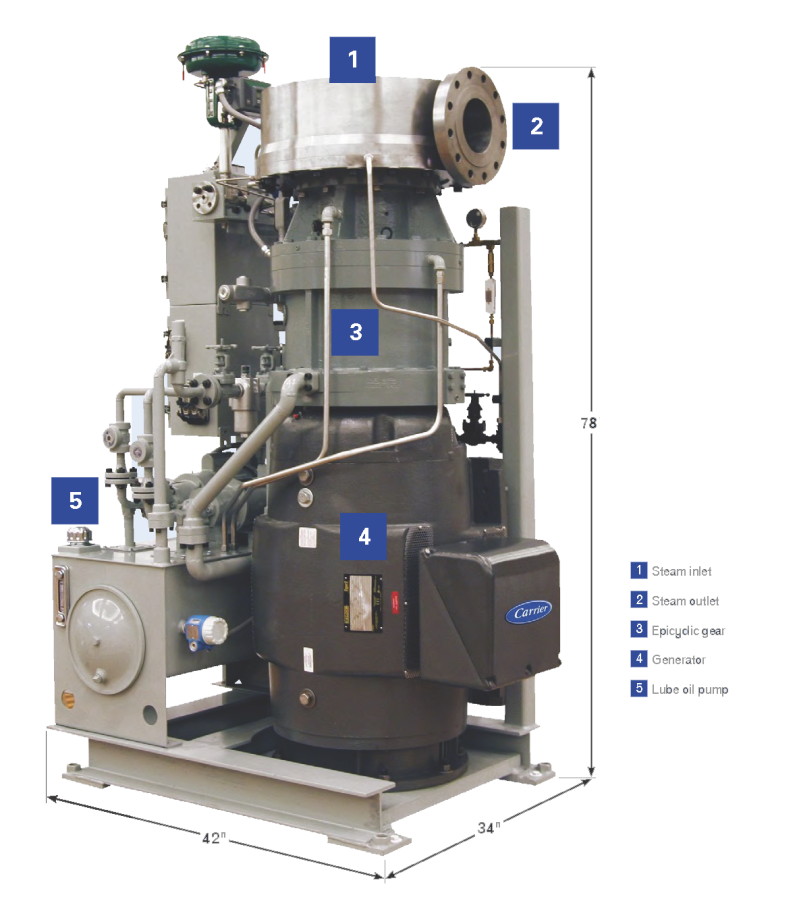 1
2
3
78
5
4
Carrier
1 Steam inlet
2 Steam outlet
3 Epicyclic gear
4 Generator
5 Lube oil pump
42"
34"